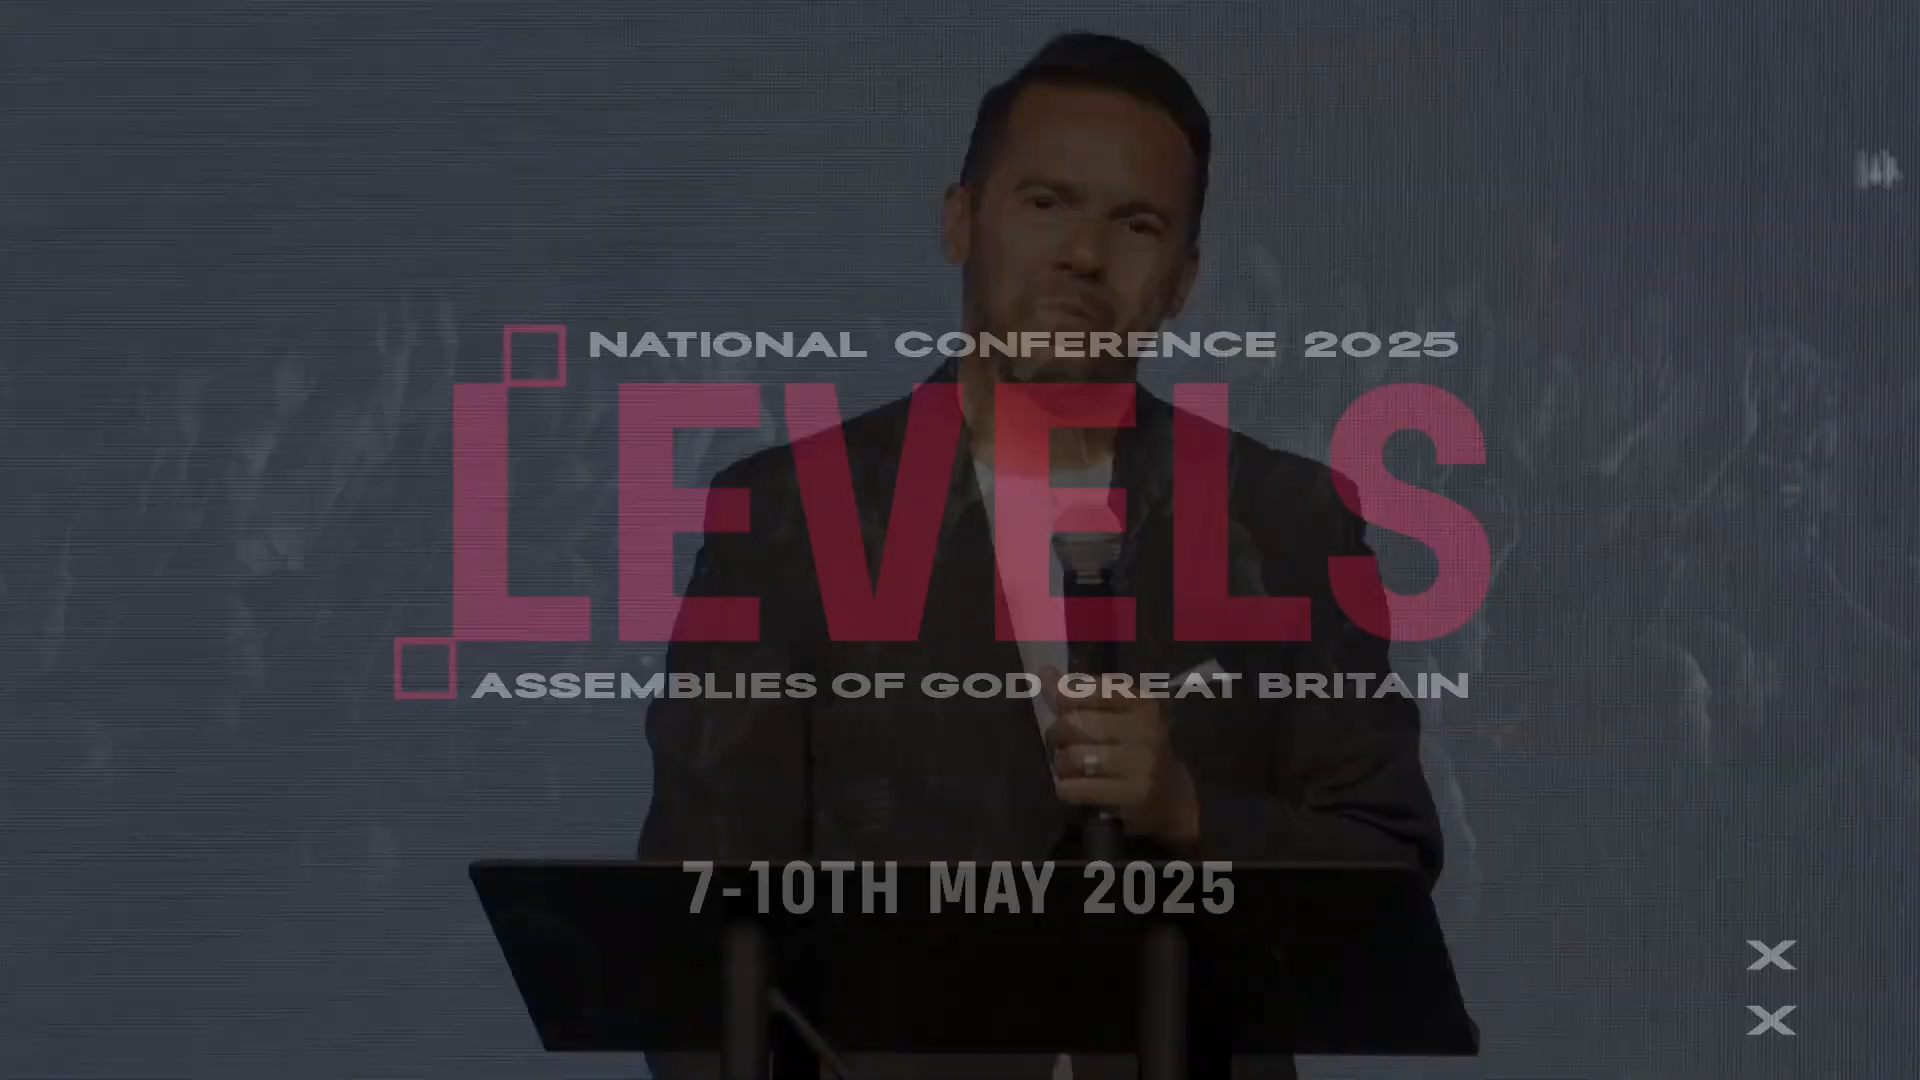 NATIONAL CONFERENCE 2025
LEVELS
ASSEMBLIES OF GOD GREAT BRITAIN
7-10TH MAY 2025